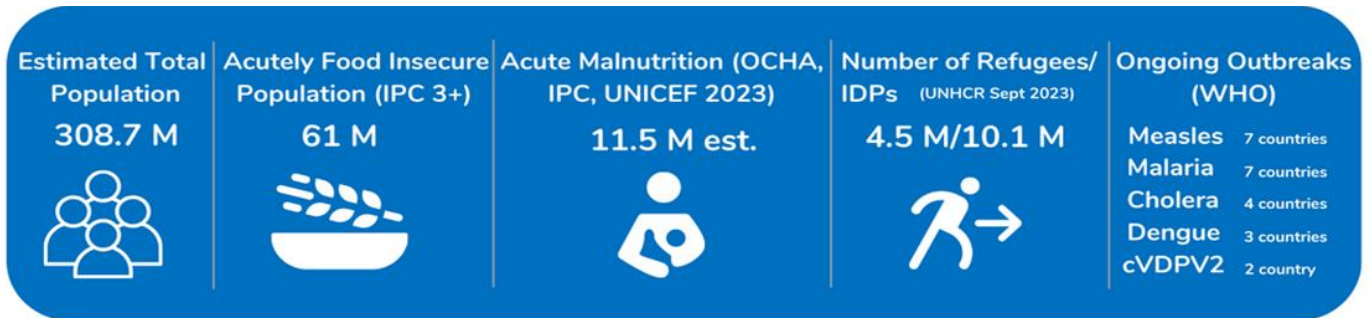 Estimated Total
Population
308.7 M
Acutely Food Insecure
Population (IPC 3+)
61 M
Acute Malnutrition (OCHA,
IPC, UNICEF 2023)
11.5 M est.
Number of Refugees/
IDPs (UNHCR Sept 2023)
4.5 M/10.1 M
Ongoing Outbreaks
(WHO)
Measles 7 countries
Malaria 7 countries
Cholera 4 countries
Dengue 3 countries
cVDPV2 2 country